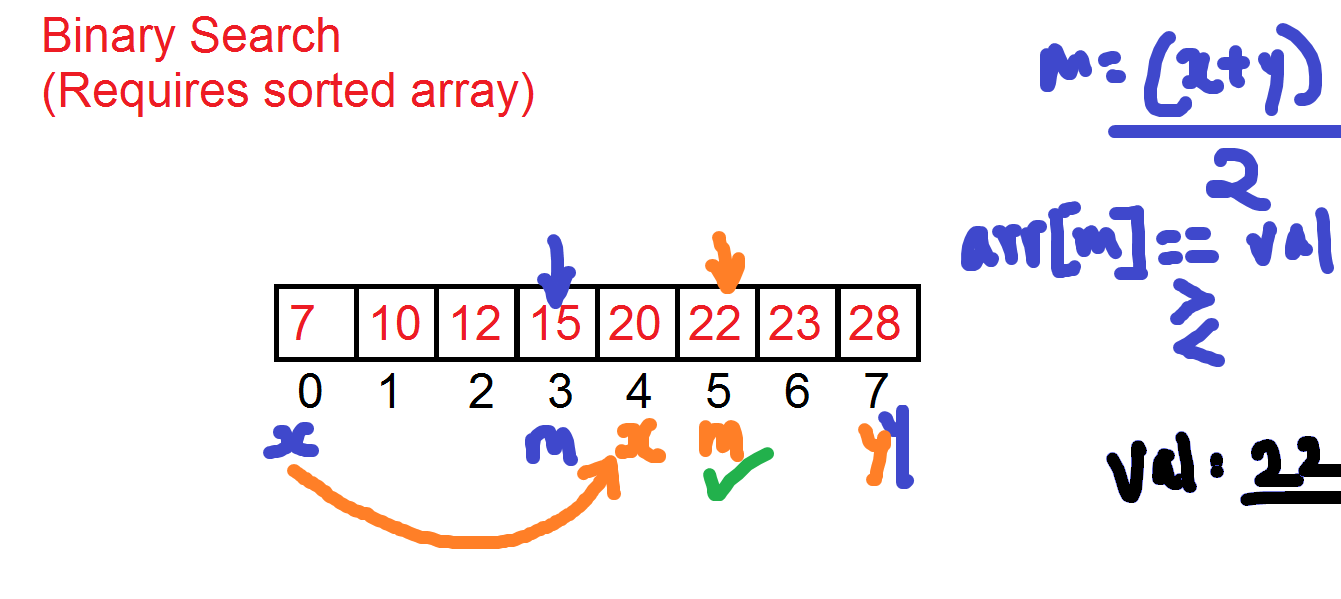 Binary Search
(Requires sorted array)
m = (x+y)
2
arr[m] == val
>
<
7 10 12 15 20 22 23 28
0 1 2 3 4 5 6 7
x m x m y y
val: 22